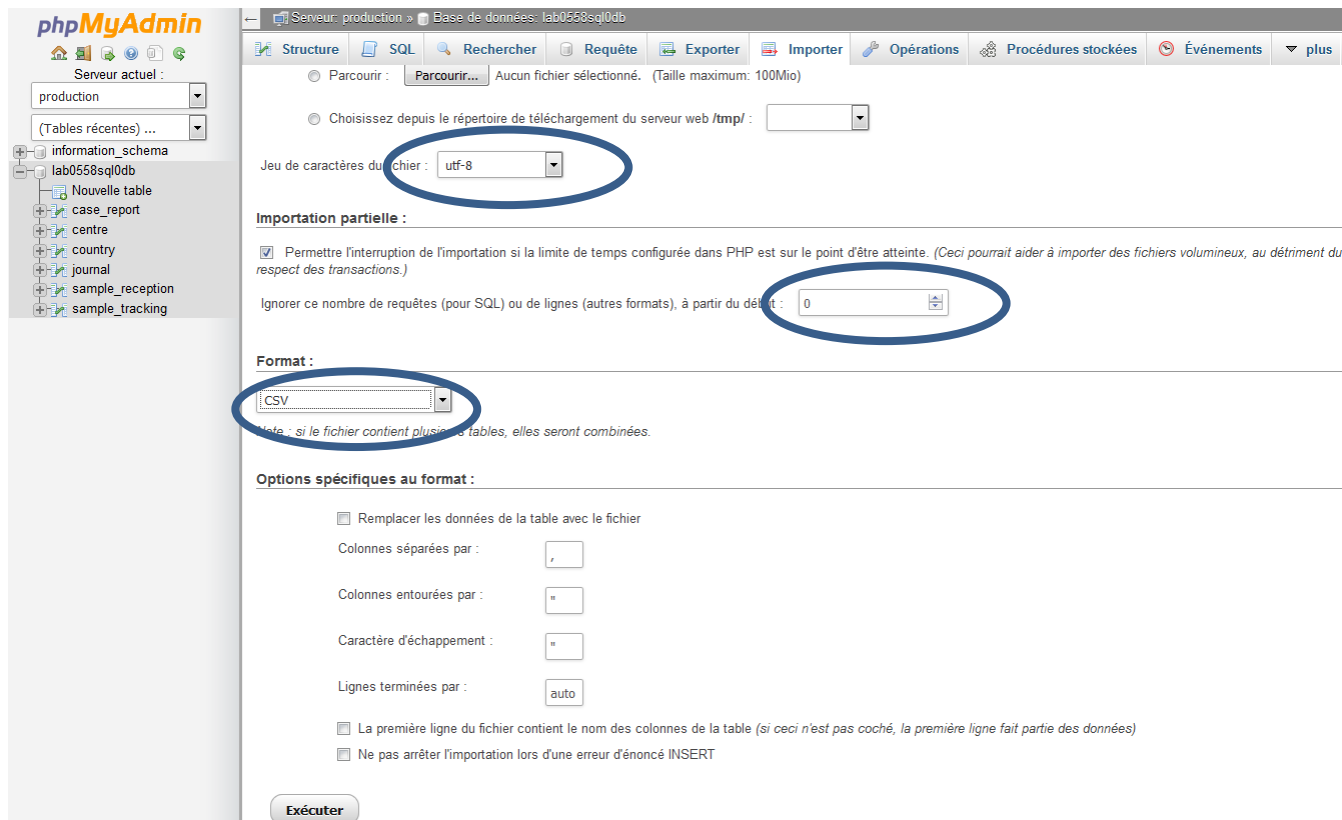 phpMyAdmin
Serveur actuel :
production
(Tables récentes) ...
information_schema
lab0558sql0db
Nouvelle table
case_report
centre
country
journal
sample_reception
sample_tracking
Serveur: production » Base de données: lab0558sql0db
Structure SQL Rechercher Requête Exporter Importer Opérations Procédures stockées Événements plus
Parcourir : Parcourir... Aucun fichier sélectionné. (Taille maximum: 100Mio)
Choisissez depuis le répertoire de téléchargement du serveur web /tmp/ :
Jeu de caractères du fichier : utf-8
Importation partielle :
Permettre l'interruption de l'importation si la limite de temps configurée dans PHP est sur le point d'être atteinte. (Ceci pourrait aider à importer des fichiers volumineux, au détriment du
respect des transactions.)
Ignorer ce nombre de requêtes (pour SQL) ou de lignes (autres formats), à partir du début : 0
Format :
CSV
Note : si le fichier contient plusieurs tables, elles seront combinées.
Options spécifiques au format :
Remplacer les données de la table avec le fichier
Colonnes séparées par : ,
Colonnes entourées par : "
Caractère d'échappement : "
Lignes terminées par : auto
La première ligne du fichier contient le nom des colonnes de la table (si ceci n'est pas coché, la première ligne fait partie des données)
Ne pas arrêter l'importation lors d'une erreur d'énoncé INSERT
Exécuter